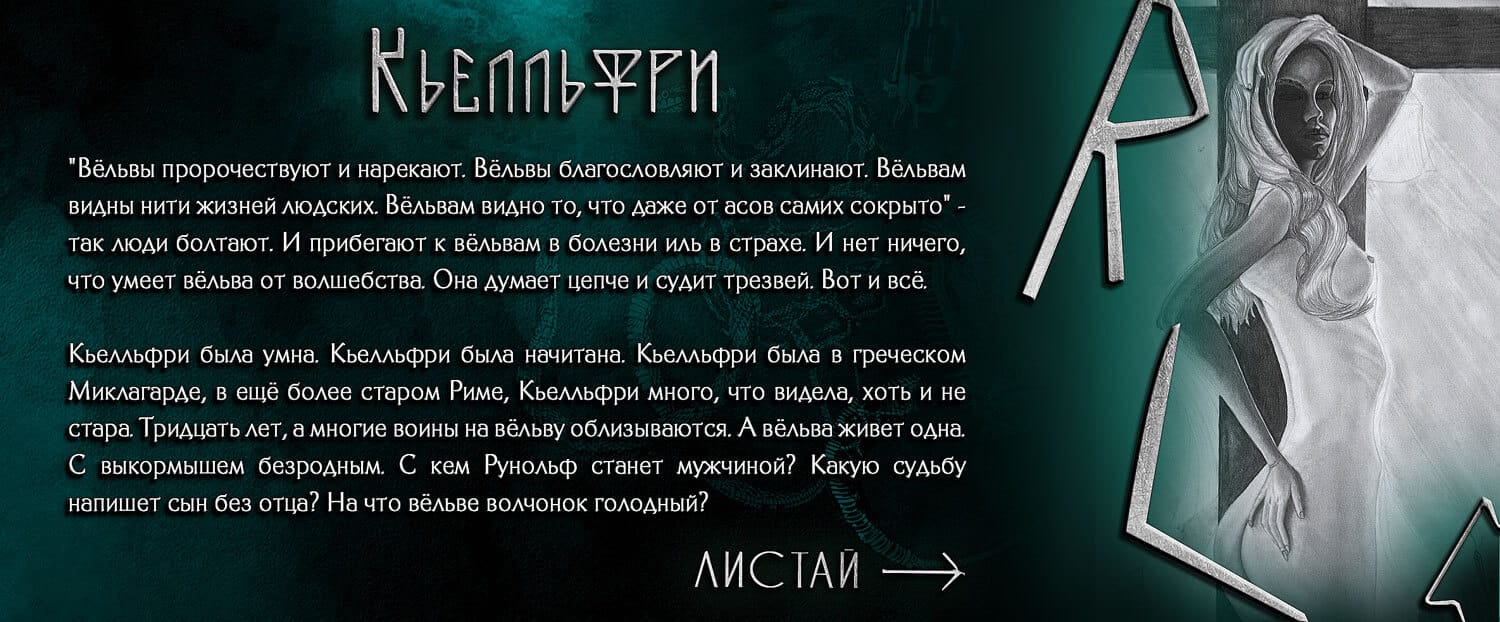 Кьелльфри
"Вёльвы пророчествуют и нарекают. Вёльвы благословляют и заклинают. Вёльвам
видны нити жизней людских. Вёльвам видно то, что даже от асов самих сокрыто" -
так люди болтают. И прибегают к вёльвам в болезни иль в страхе. И нет ничего,
что умеет вёльва от волшебства. Она думает цепче и судит трезвей. Вот и всё.
Кьелльфри была умна. Кьелльфри была начитана. Кьелльфри была в греческом
Миклагарде, в ещё более старом Риме, Кьелльфри много, что видела, хоть и не
стара. Тридцать лет, а многие воины на вёльву облизываются. А вёльва живет одна.
С выкормышем безродным. С кем Рунольф станет мужчиной? Какую судьбу
напишет сын без отца? На что вёльве волчонок голодный?
ЛИСТАЙ →